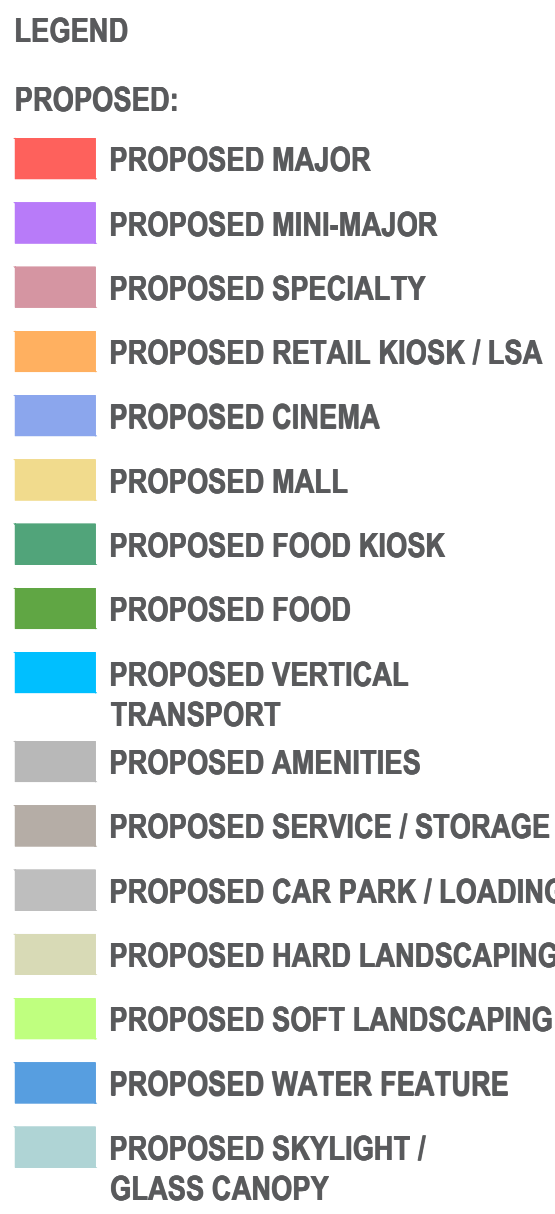 LEGEND
PROPOSED:
PROPOSED MAJOR
PROPOSED MINI-MAJOR
PROPOSED SPECIALTY
PROPOSED RETAIL KIOSK / LSA
PROPOSED CINEMA
PROPOSED MALL
PROPOSED FOOD KIOSK
PROPOSED FOOD
PROPOSED VERTICAL
TRANSPORT
PROPOSED AMENITIES
PROPOSED SERVICE / STORAGE
PROPOSED CAR PARK / LOADING
PROPOSED HARD LANDSCAPING
PROPOSED SOFT LANDSCAPING
PROPOSED WATER FEATURE
PROPOSED SKYLIGHT /
GLASS CANOPY